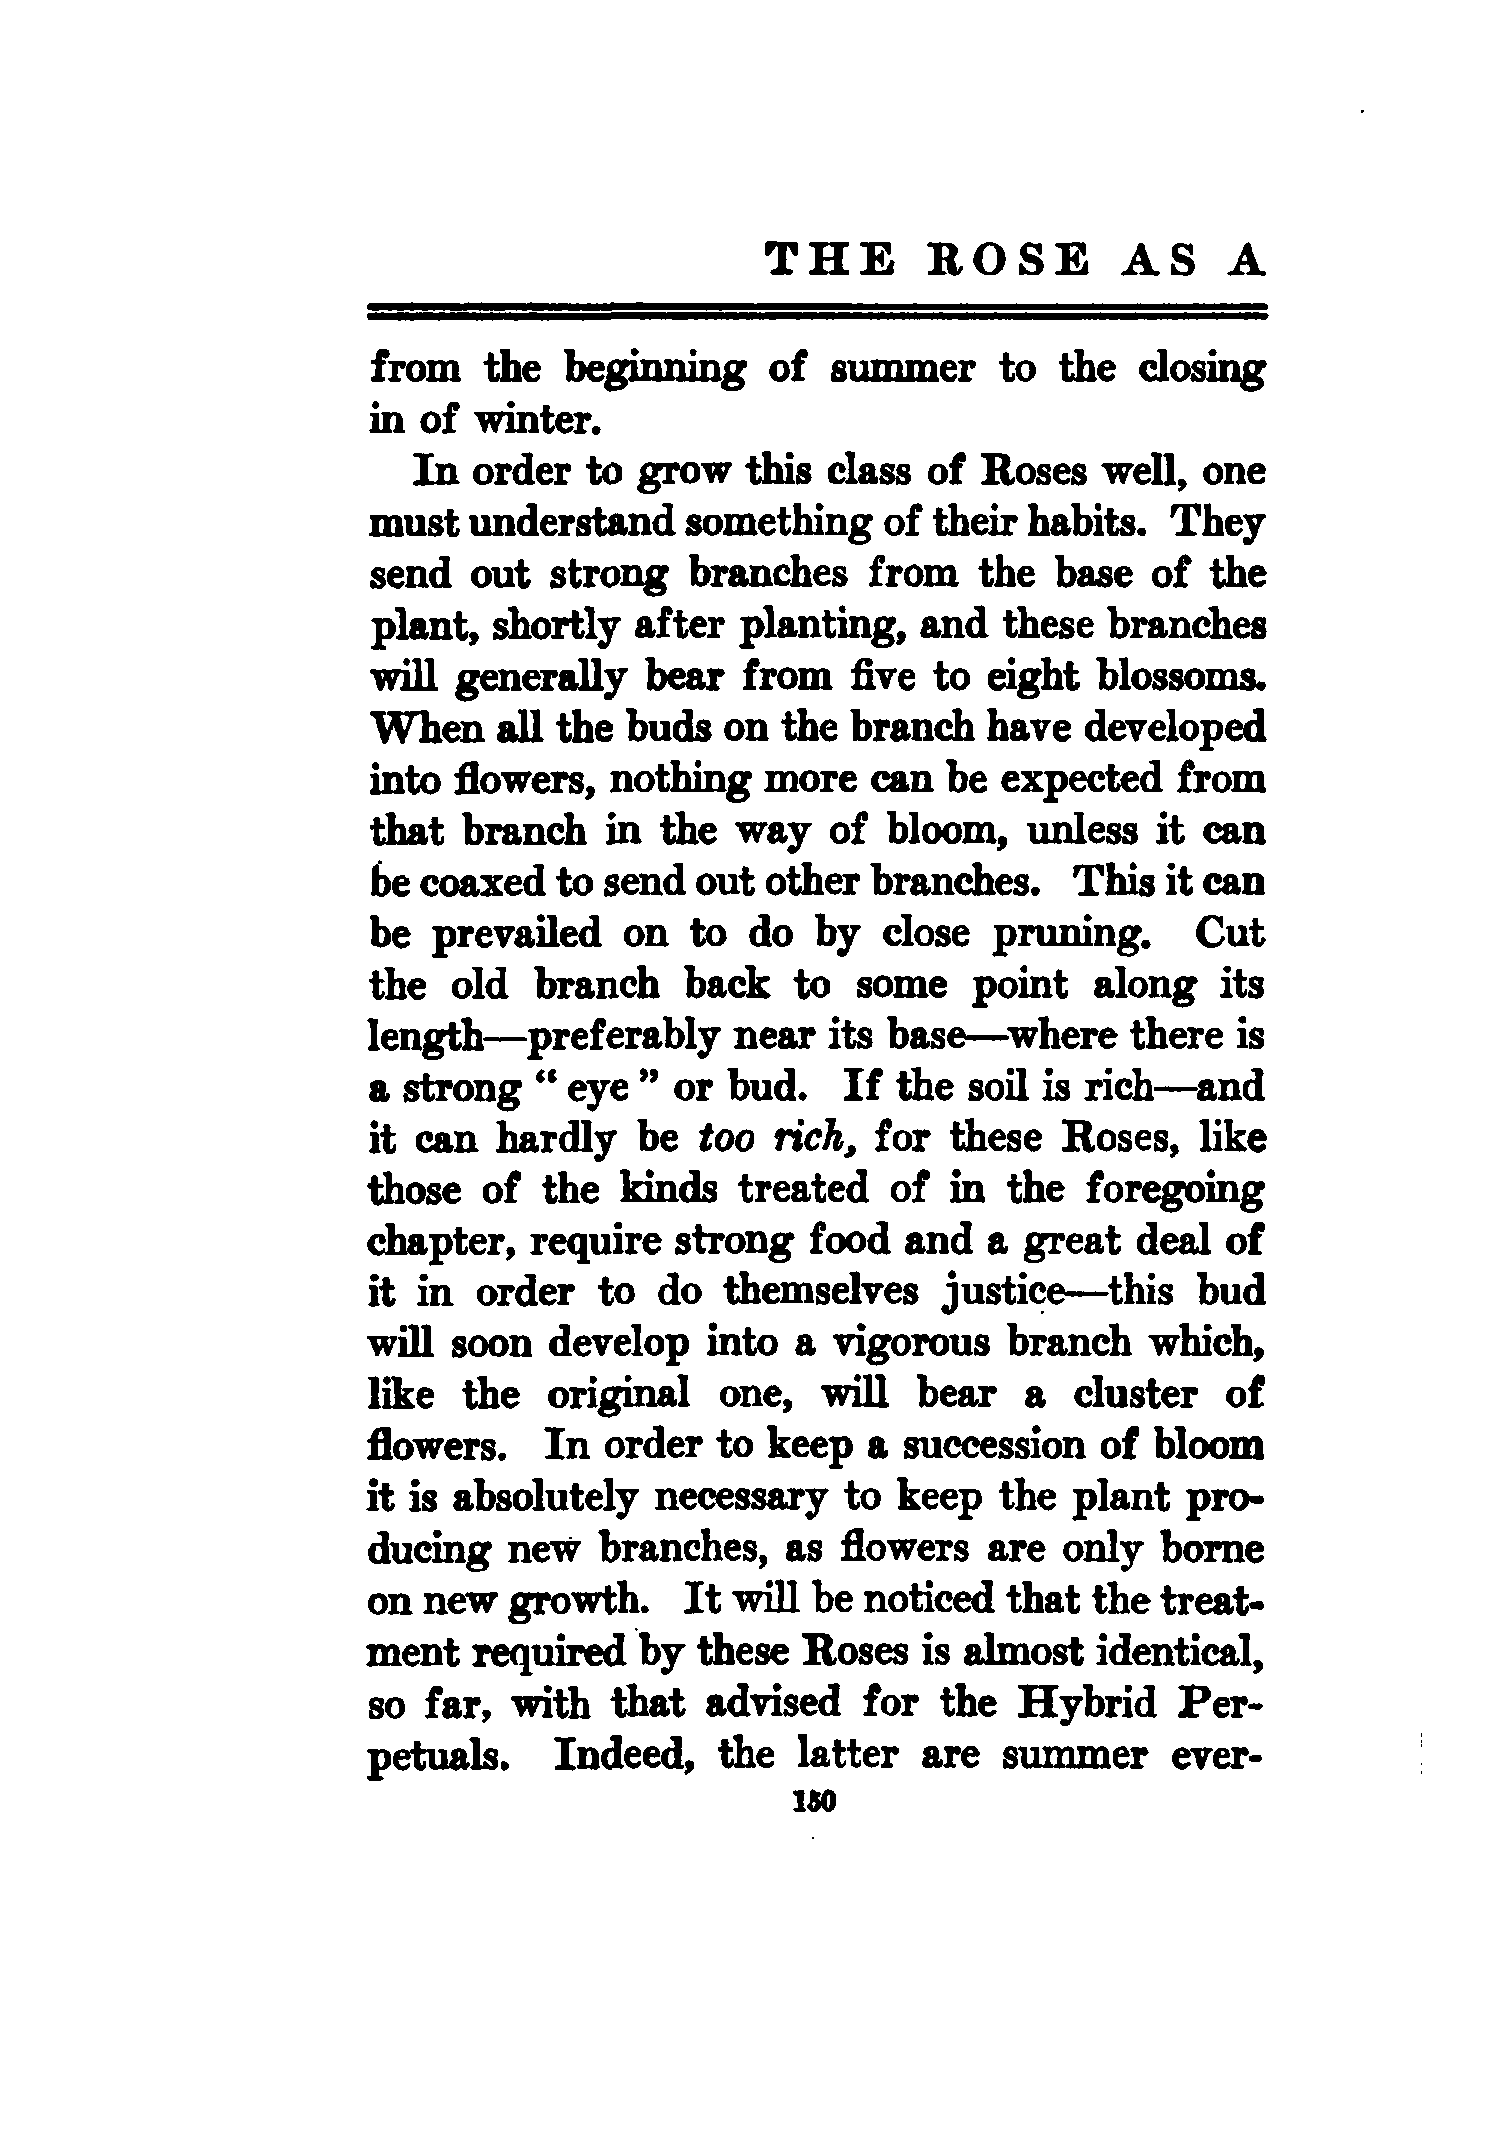 THE ROSE AS A
from the beginning of summer to the closing
in of winter.
In order to grow this class of Roses well, one
must understand something of their habits. They
send out strong branches from the base of the
plant, shortly after planting, and these branches
will generally bear from five to eight blossoms.
When all the buds on the branch have developed
into flowers, nothing more can be expected from
that branch in the way of bloom, unless it can
be coaxed to send out other branches. This it can
be prevailed on to do by close pruning. Cut
the old branch back to some point along its
length—preferably near its base—where there is
a strong “ eye ” or bud. If the soil is rich—and
it can hardly be too rich, for these Roses, like
those of the kinds treated of in the foregoing
chapter, require strong food and a great deal of
it in order to do themselves justice—this bud
will soon develop into a vigorous branch which,
like the original one, will bear a cluster of
flowers. In order to keep a succession of bloom
it is absolutely necessary to keep the plant pro-
ducing new branches, as flowers are only borne
on new growth. It will be noticed that the treat-
ment required by these Roses is almost identical,
so far, with that advised for the Hybrid Per-
petuals. Indeed, the latter are summer ever-
150